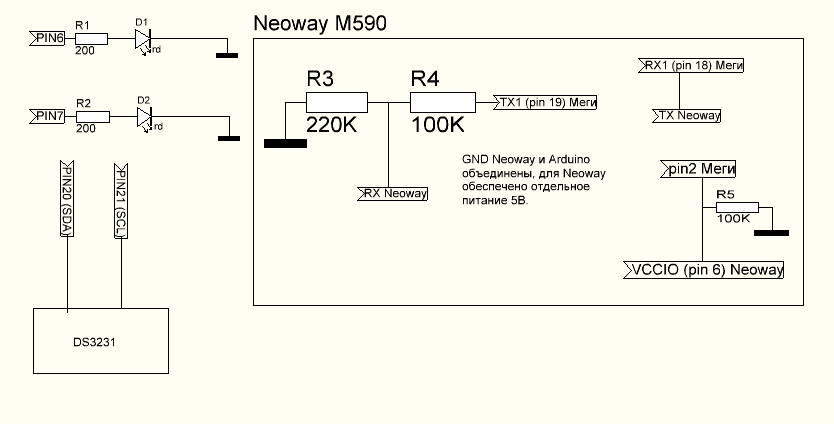 Neoway M590
R1
D1
PIN6
200
rd
R2
D2
PIN7
200
rd
PIN20 (SDA)
PIN21 (SCL)
DS3231
R3
R4
TX1 (pin 19) Меги
220K
100K
RX Neoway
GND Neoway и Arduino
объединены, для Neoway
обеспечено отдельное
питание 5В.
RX1 (pin 18) Меги
TX Neoway
pin2 Меги
R5
100K
VCCIO (pin 6) Neoway